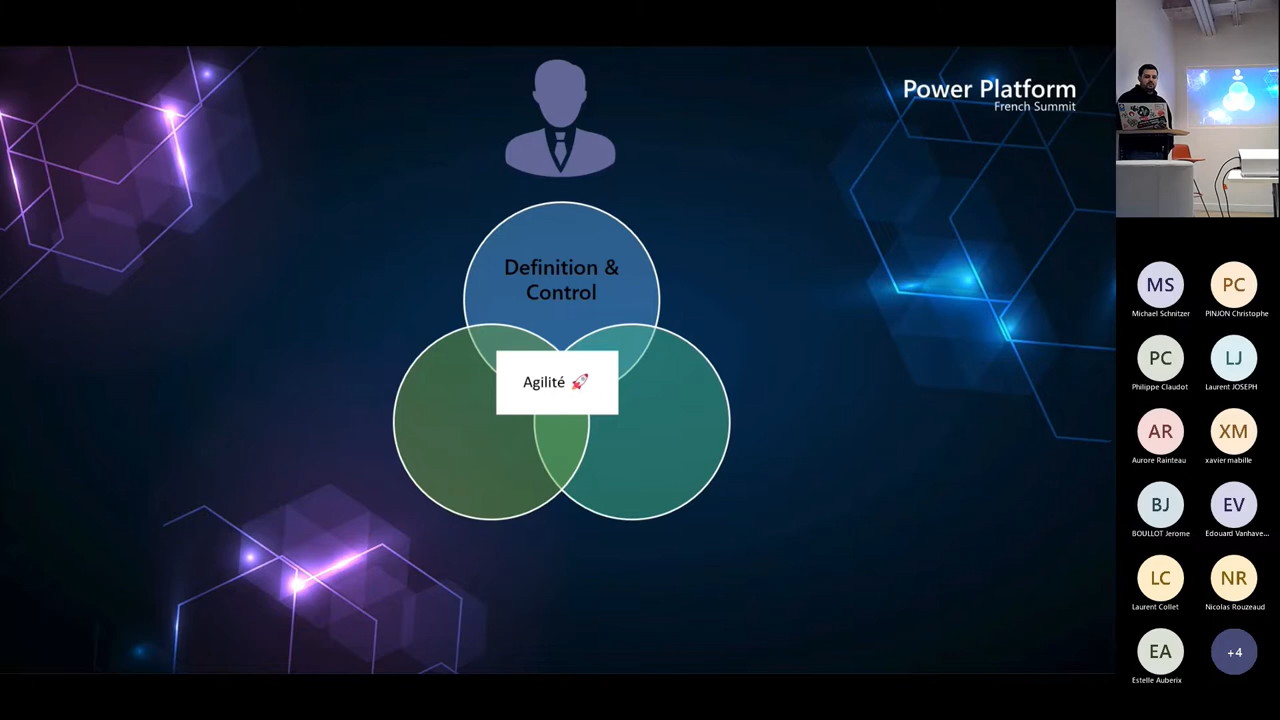 Power Platform
French Summit
Definition &
Control
Agilité 🚀
MS
Michael Schnitzer
PC
PINJON Christophe
PC
Philippe Claudot
LJ
Laurent JOSEPH
AR
Aurore Rainteau
XM
xavier mabille
BJ
BOULLOT Jerome
EV
Edouard Vanhave...
LC
Laurent Collet
NR
Nicolas Rouzeaud
EA
Estelle Auberix
+4